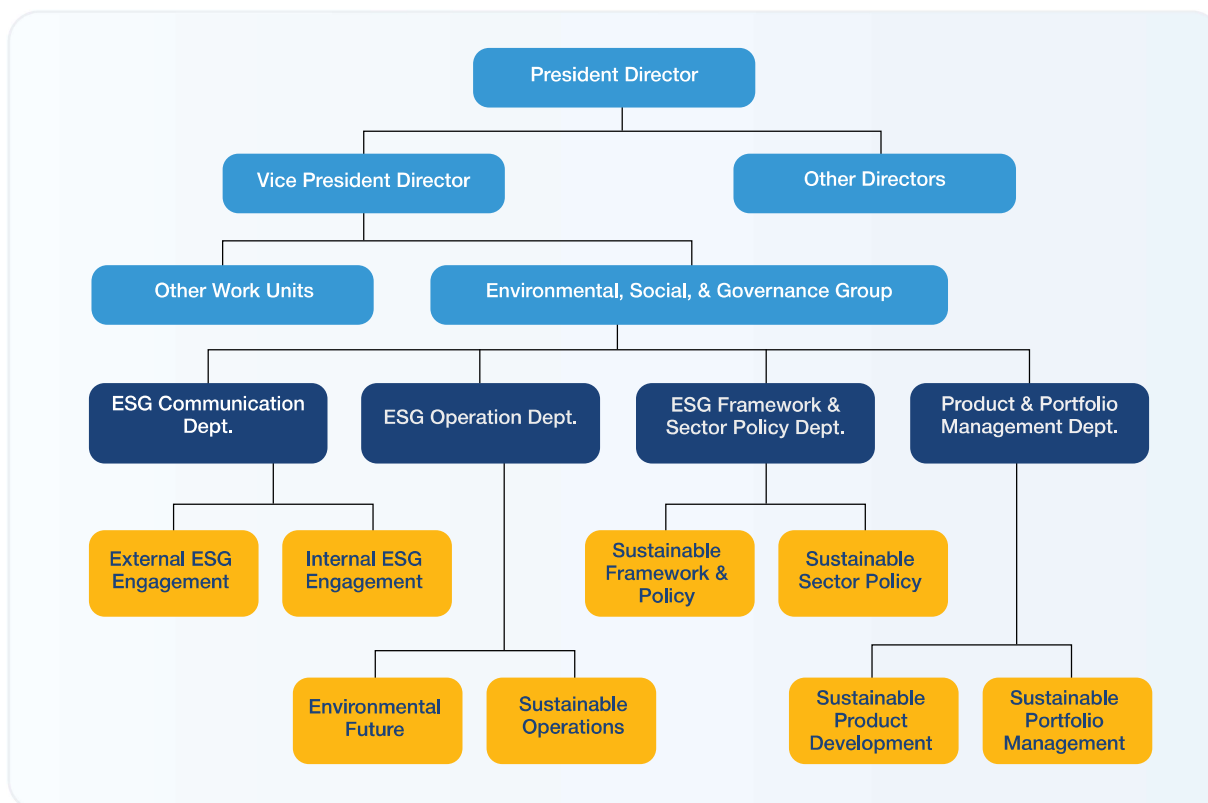 President Director
Vice President Director
Other Directors
Other Work Units
Environmental, Social, & Governance Group
ESG Communication
Dept.
ESG Operation Dept.
ESG Framework &
Sector Policy Dept.
Product & Portfolio
Management Dept.
External ESG
Engagement
Internal ESG
Engagement
Sustainable
Framework &
Policy
Sustainable
Sector Policy
Environmental
Future
Sustainable
Operations
Sustainable
Product
Development
Sustainable
Portfolio
Management